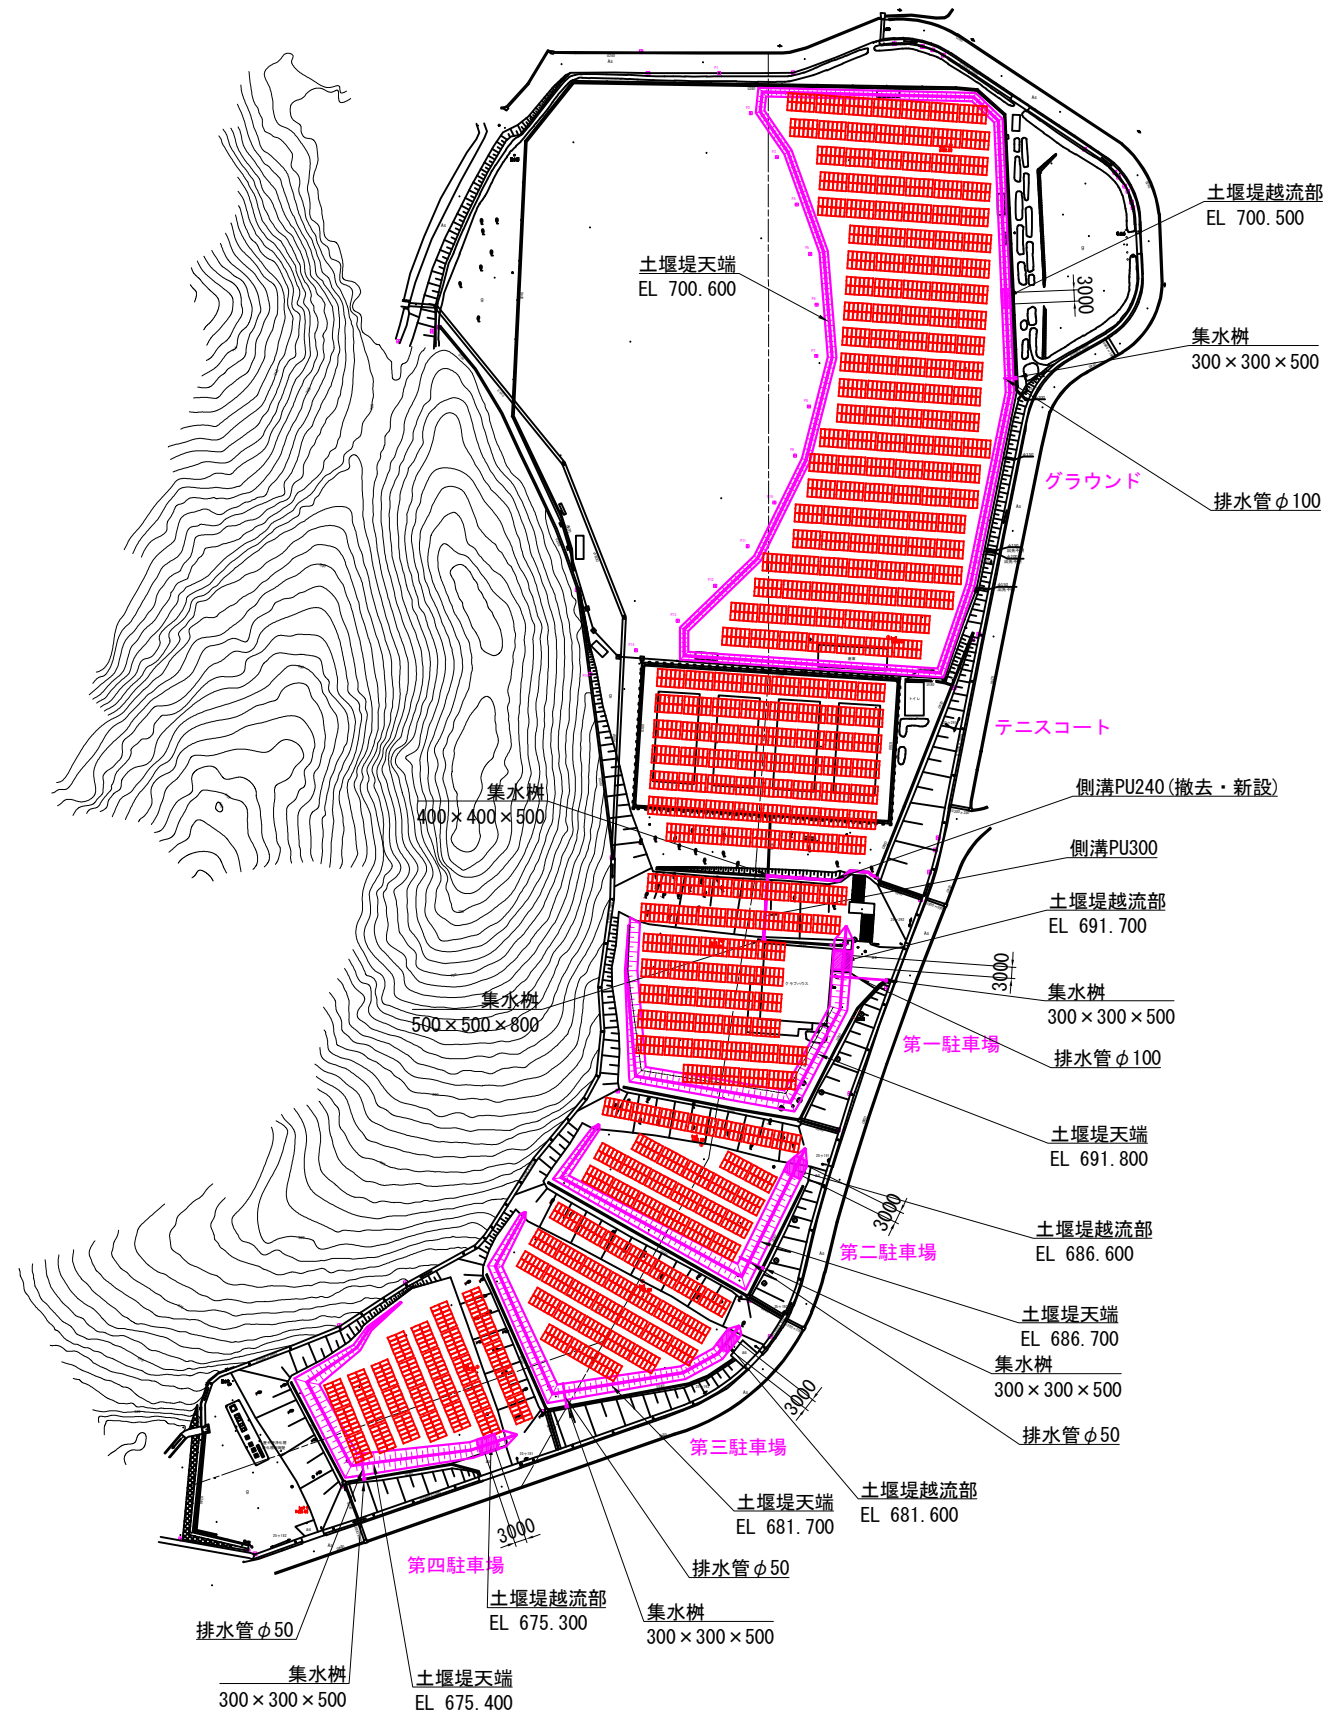 土堰堤越流部
EL 700.500
土堰堤天端
EL 700.600
3000
集水桝
300×300×500
グラウンド
排水管φ100
テニスコート
側溝PU240(撤去・新設)
集水桝
400×400×500
側溝PU300
土堰堤越流部
EL 691.700
3000
集水桝
500×500×800
集水桝
300×300×500
第一駐車場
排水管φ100
土堰堤天端
EL 691.800
3000
土堰堤越流部
EL 686.600
第二駐車場
土堰堤天端
EL 686.700
集水桝
300×300×500
3000
排水管φ50
第三駐車場
土堰堤越流部
EL 681.600
土堰堤天端
EL 681.700
3000
第四駐車場
排水管φ50
土堰堤越流部
EL 675.300
集水桝
300×300×500
排水管φ50
集水桝
300×300×500
土堰堤天端
EL 675.400